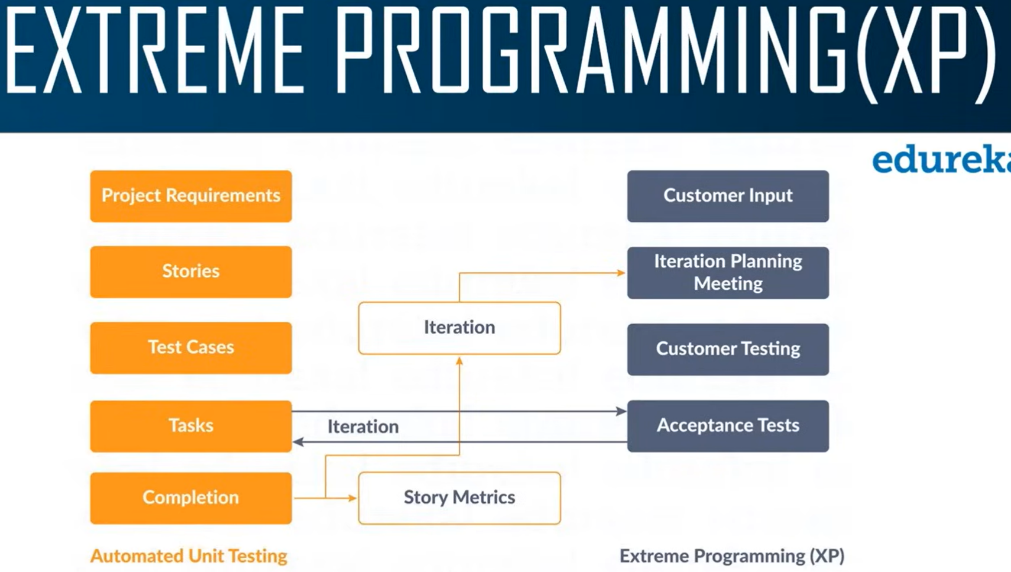 EXTREME PROGRAMMING(XP)
Project Requirements
Customer Input
Stories
Iteration Planning
Meeting
Iteration
Test Cases
Customer Testing
Tasks
Iteration
Acceptance Tests
Completion
Story Metrics
Automated Unit Testing
Extreme Programming (XP)